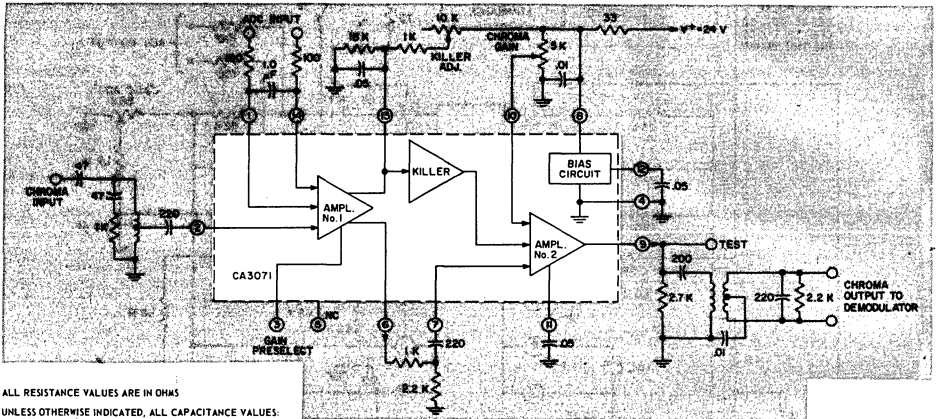 ACC INPUT
10 K
33
V⁺=24 V
15 K
1 K
CHROMA
GAIN
5 K
1.0
μF
100
KILLER
ADJ.
.01
.05
1
14
13
10
8
BIAS
CIRCUIT
12
.05
4
KILLER
47
CHROMA
INPUT
47
220
2
AMPL.
No.1
AMPL.
No.2
9
TEST
CA3071
200
2.7 K
220
2.2 K
CHROMA
OUTPUT TO
DEMODULATOR
.01
3
5
NC
6
7
11
GAIN
PRESELECT
1 K
220
.05
2.2 K
ALL RESISTANCE VALUES ARE IN OHMS
UNLESS OTHERWISE INDICATED, ALL CAPACITANCE VALUES: